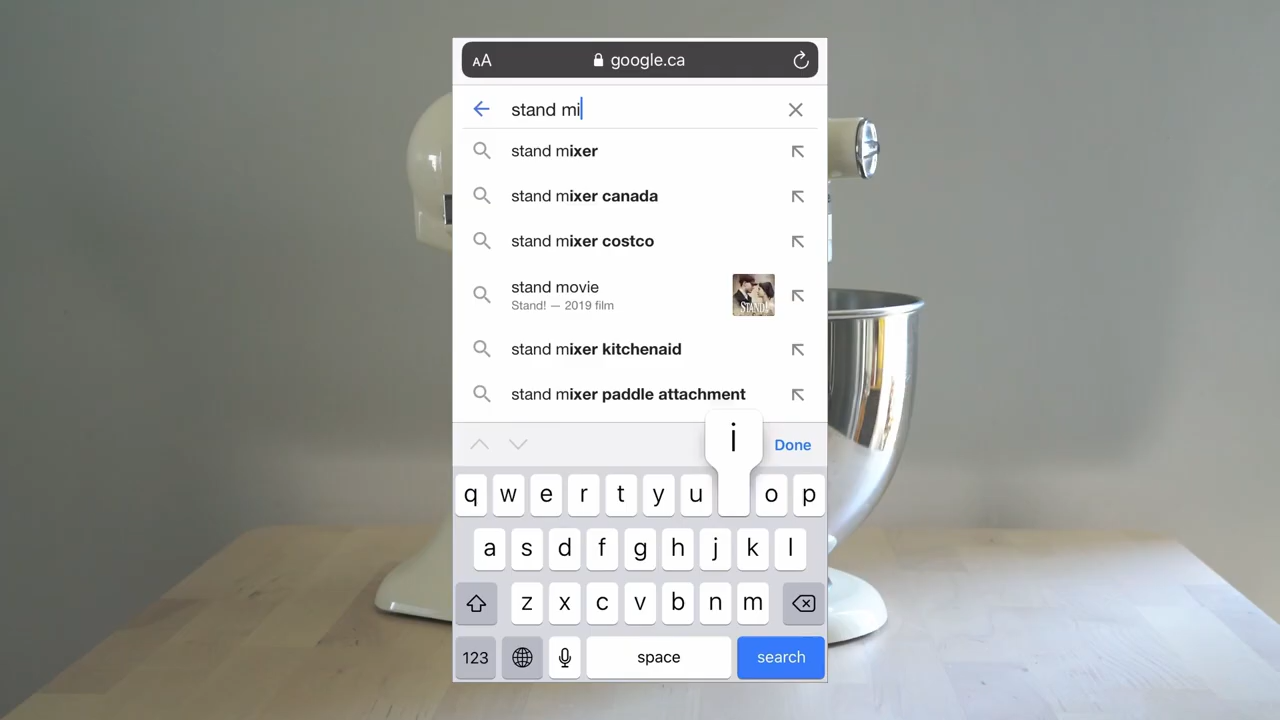 AA google.ca
stand mi
stand mixer
stand mixer canada
stand mixer costco
stand movie
Stand! — 2019 film
STAND!
stand mixer kitchenaid
stand mixer paddle attachment
i
Done
q w e r t y u o p
a s d f g h j k l
z x c v b n m
123 space search